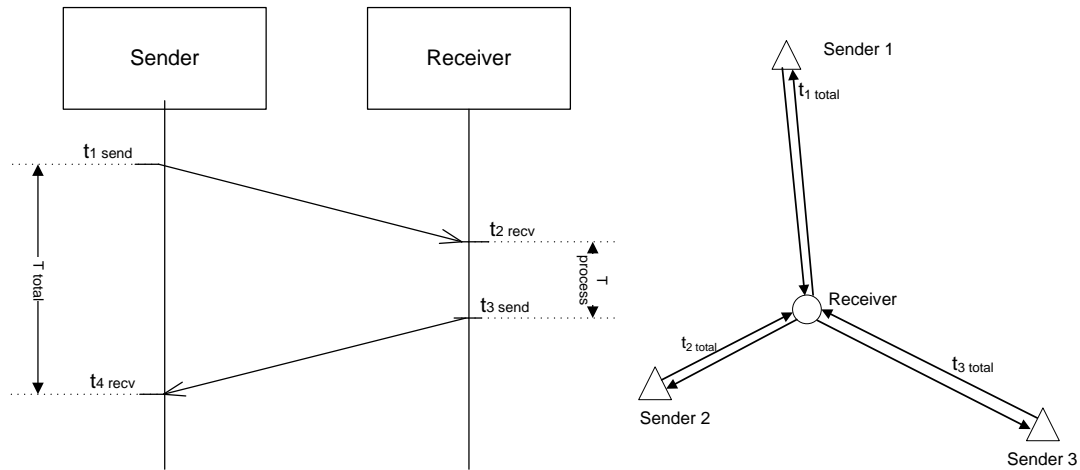 Sender
Receiver
t1 send
t2 recv
T total
T
process
t3 send
t4 recv
Sender 1
t1 total
Receiver
t2 total
t3 total
Sender 2
Sender 3